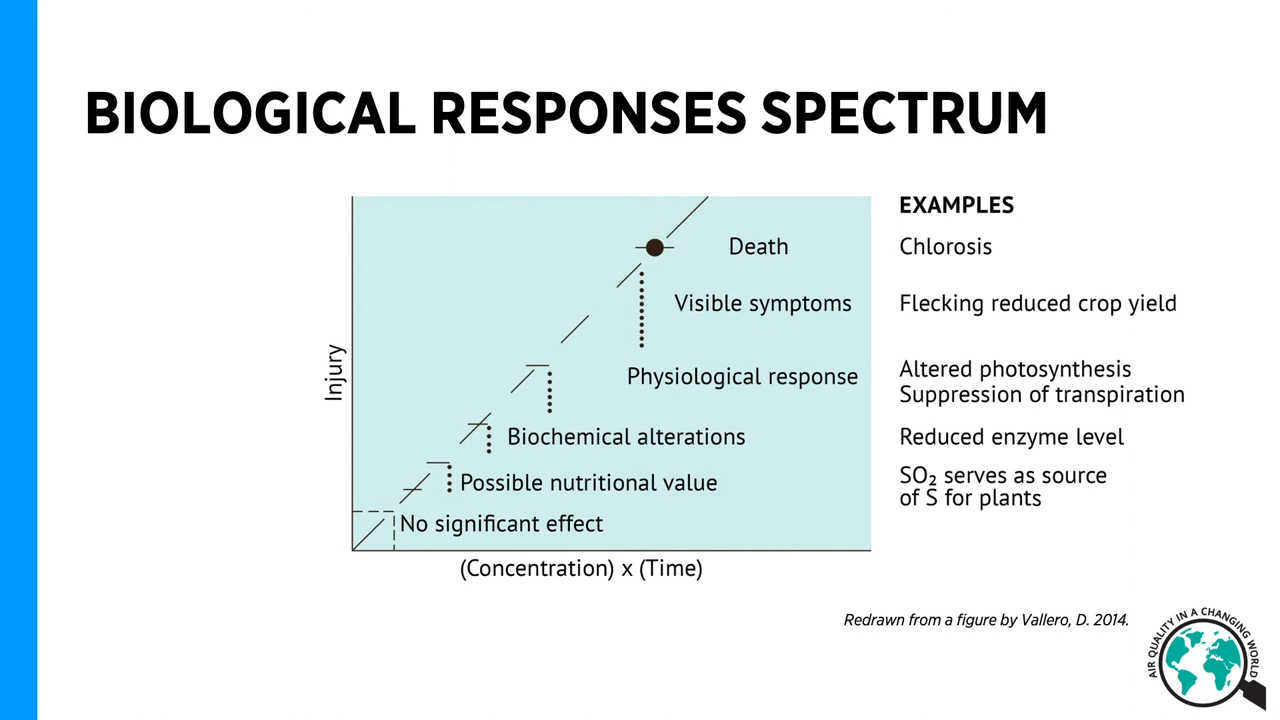 BIOLOGICAL RESPONSES SPECTRUM
EXAMPLES
Death
Chlorosis
Visible symptoms
Flecking reduced crop yield
Injury
Physiological response
Altered photosynthesis
Suppression of transpiration
Biochemical alterations
Reduced enzyme level
Possible nutritional value
SO₂ serves as source
of S for plants
No significant effect
(Concentration) x (Time)
Redrawn from a figure by Vallero, D. 2014.
AIR QUALITY IN A CHANGING WORLD